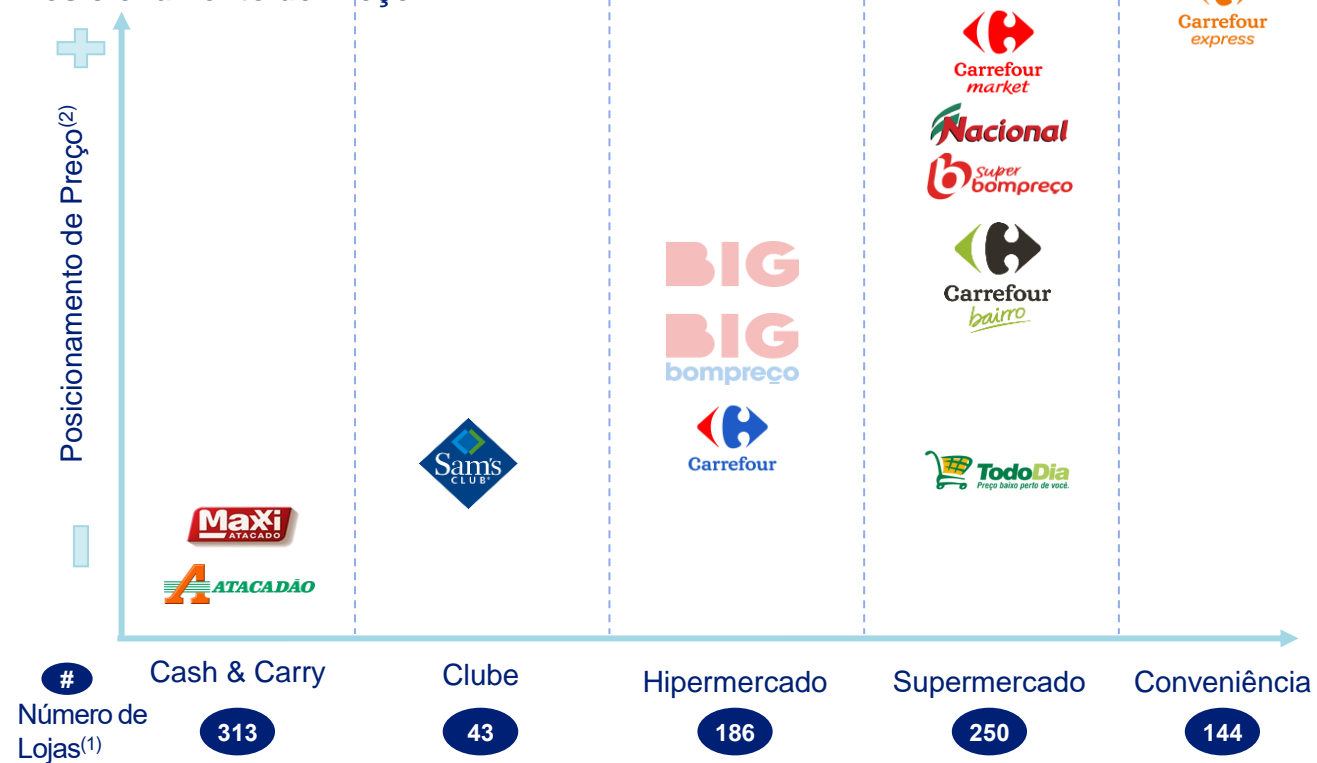 Carrefour
express
Carrefour
market
Posicionamento de Preço(2)
Nacional
super
bompreço
BIG
Carrefour
bairro
BIG
bompreço
Carrefour
Sam's
CLUB
TodoDia
Preço baixo perto de você.
Maxxi
ATACADO
ATACADÃO
Cash & Carry
Clube
Hipermercado
Supermercado
Conveniência
#
Número de
Lojas(1)
313
43
186
250
144